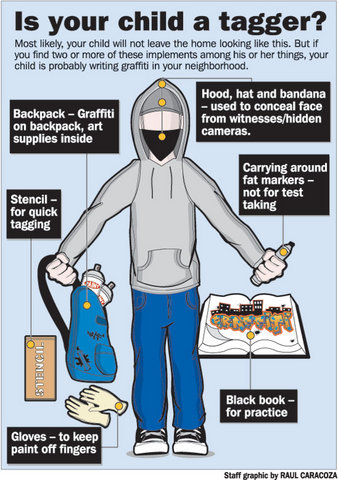 Is your child a tagger?
Most likely, your child will not leave the home looking like this. But if
you find two or more of these implements among his or her things, your
child is probably writing graffiti in your neighborhood.
Hood, hat and bandana
– used to conceal face
from witnesses/hidden
cameras.
Backpack – Graffiti
on backpack, art
supplies inside
Carrying around
fat markers –
not for test
taking
Stencil –
for quick
tagging
STENCIL
Black book –
for practice
Gloves – to keep
paint off fingers
Staff graphic by RAUL CARACOZA